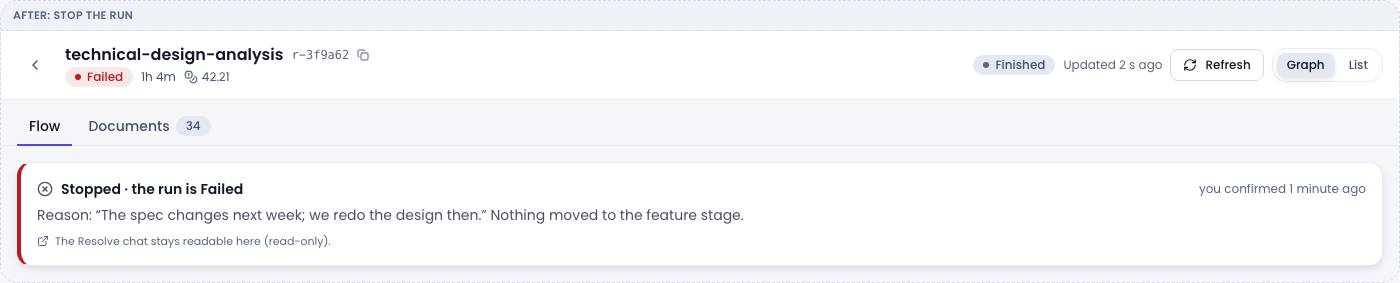 AFTER: STOP THE RUN
technical-design-analysis r-3f9a62
Failed 1h 4m 42.21
Finished Updated 2 s ago Refresh Graph List
Flow Documents 34
Stopped · the run is Failed you confirmed 1 minute ago
Reason: “The spec changes next week; we redo the design then.” Nothing moved to the feature stage.
The Resolve chat stays readable here (read-only).